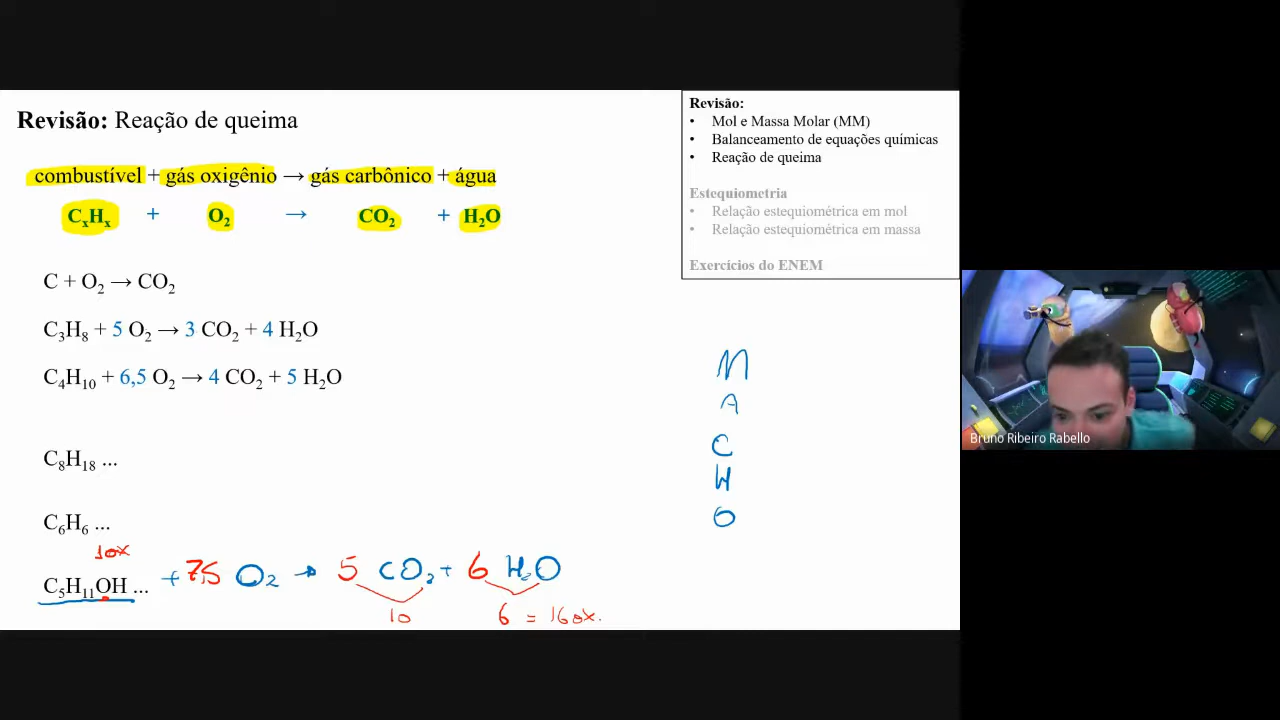 Revisão: Reação de queima
combustível + gás oxigênio → gás carbônico + água
CₓHₓ + O₂ → CO₂ + H₂O
C + O₂ → CO₂
C₃H₈ + 5 O₂ → 3 CO₂ + 4 H₂O
C₄H₁₀ + 6,5 O₂ → 4 CO₂ + 5 H₂O
C₈H₁₈ ...
C₆H₆ ...
1ox
C₅H₁₁OH ... + 7,5 O₂ → 5 CO₂ + 6 H₂O
10 6 = 16ox.
Revisão:
• Mol e Massa Molar (MM)
• Balanceamento de equações químicas
• Reação de queima
Estequiometria
• Relação estequiométrica em mol
• Relação estequiométrica em massa
Exercícios do ENEM
M
A
C
H
O
Bruno Ribeiro Rabello